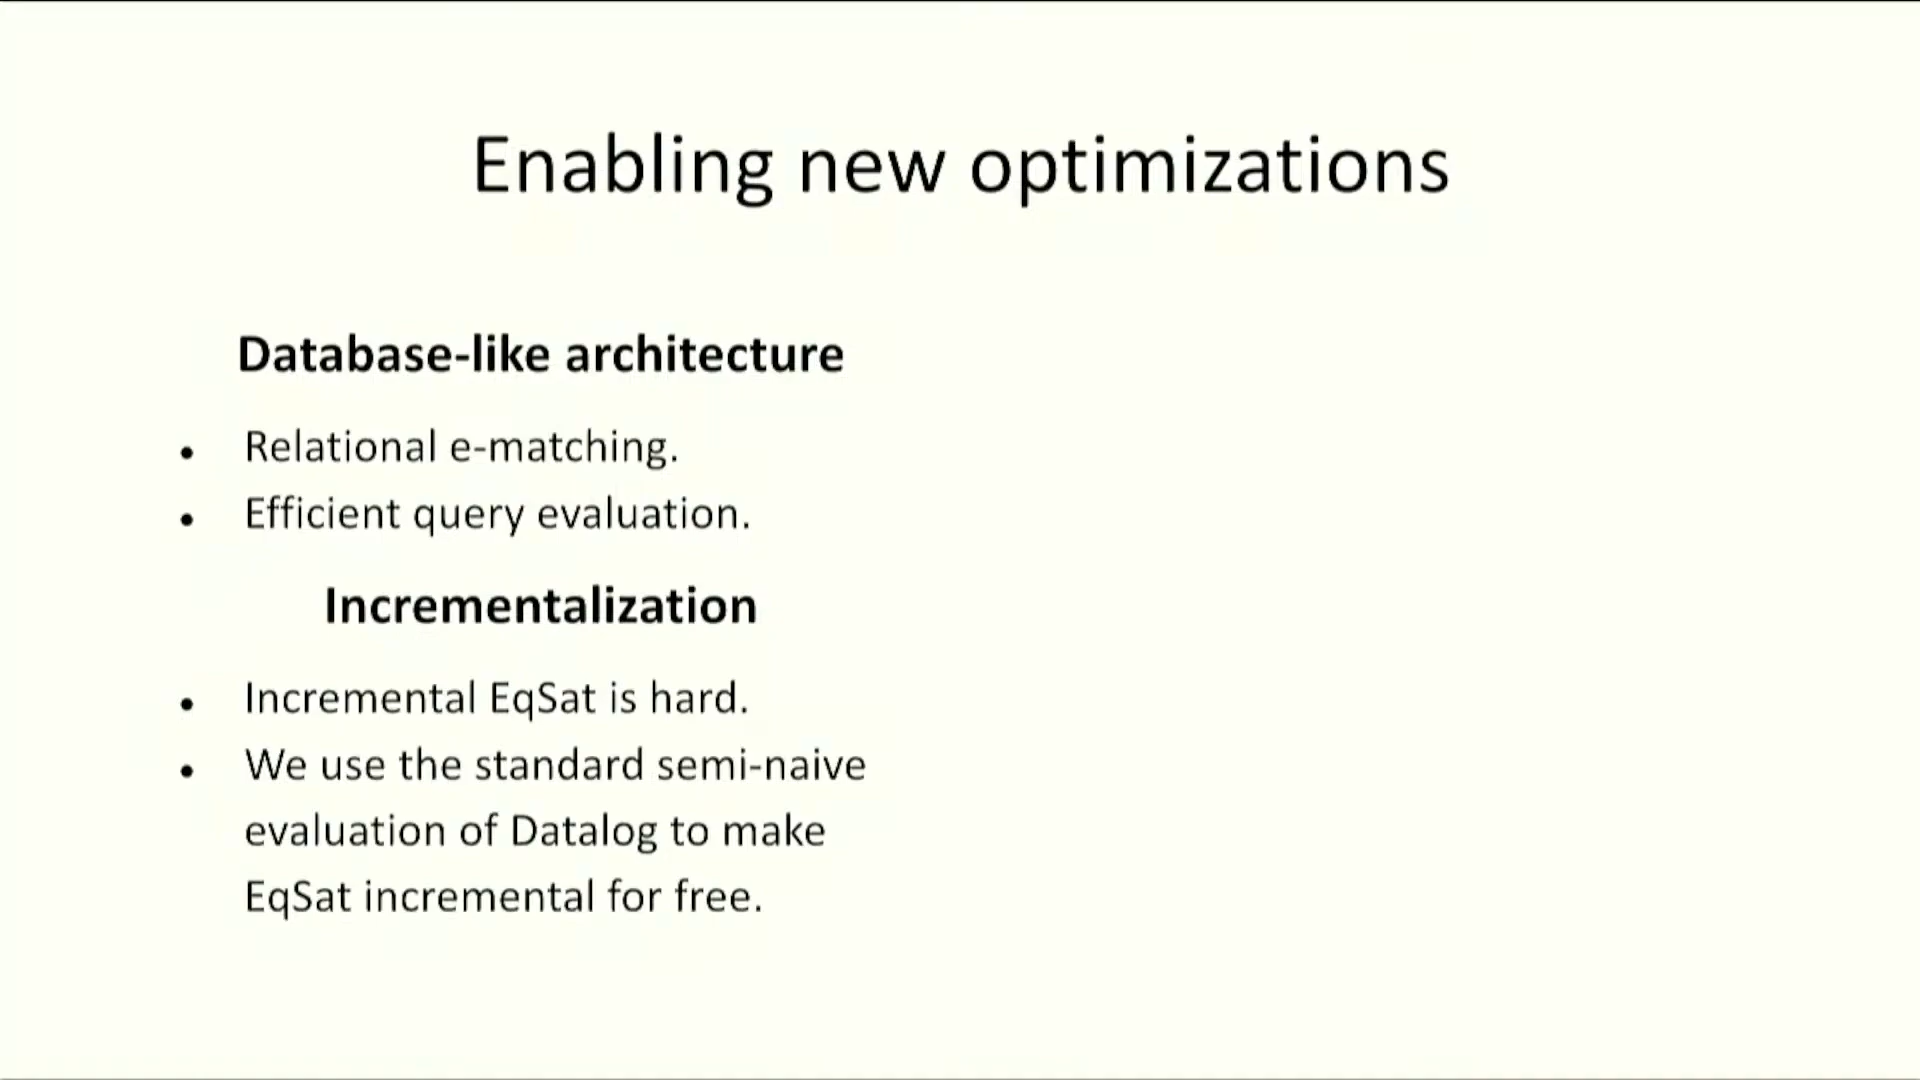 Enabling new optimizations
Database-like architecture
• Relational e-matching.
• Efficient query evaluation.
Incrementalization
• Incremental EqSat is hard.
• We use the standard semi-naive
evaluation of Datalog to make
EqSat incremental for free.